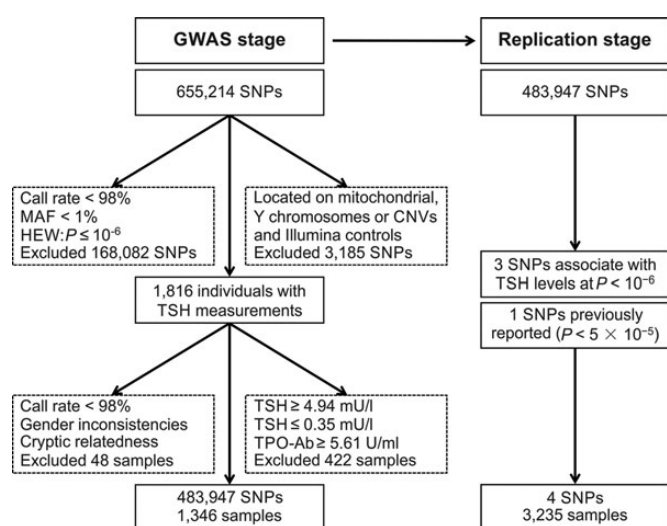 GWAS stage
Replication stage
655,214 SNPs
483,947 SNPs
Call rate < 98%
MAF < 1%
HEW: P ≤ 10⁻⁶
Excluded 168,082 SNPs
Located on mitochondrial,
Y chromosomes or CNVs
and Illumina controls
Excluded 3,185 SNPs
3 SNPs associate with
TSH levels at P < 10⁻⁶
1,816 individuals with
TSH measurements
1 SNPs previously
reported (P < 5 × 10⁻⁵)
Call rate < 98%
Gender inconsistencies
Cryptic relatedness
Excluded 48 samples
TSH ≥ 4.94 mU/l
TSH ≤ 0.35 mU/l
TPO-Ab ≥ 5.61 U/ml
Excluded 422 samples
483,947 SNPs
1,346 samples
4 SNPs
3,235 samples